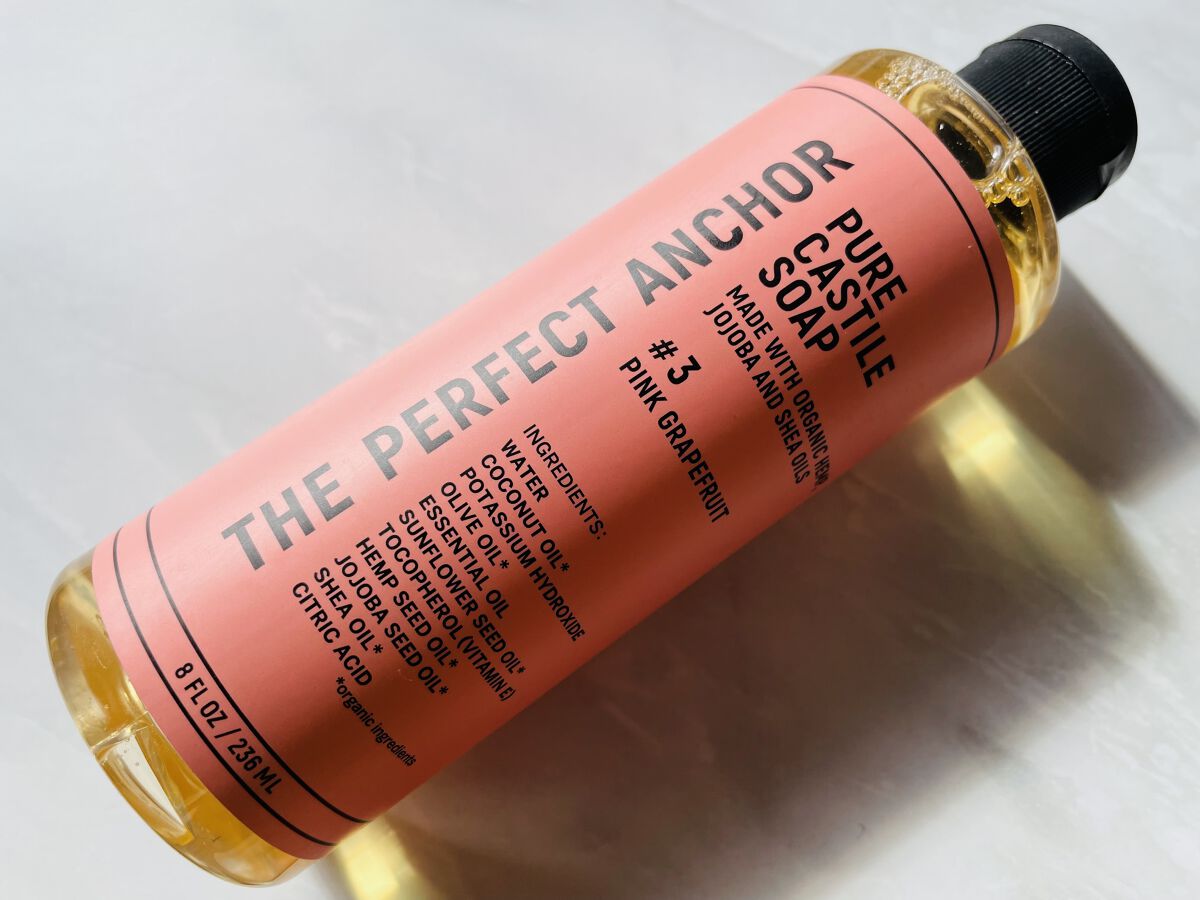 THE PERFECT ANCHOR
PURE
CASTILE
SOAP
MADE WITH ORGANIC HEMP,
JOJOBA AND SHEA OILS
#3
PINK GRAPEFRUIT
INGREDIENTS:
WATER
COCONUT OIL*
POTASSIUM HYDROXIDE
OLIVE OIL*
ESSENTIAL OIL
SUNFLOWER SEED OIL*
TOCOPHEROL (VITAMIN E)
HEMP SEED OIL*
JOJOBA SEED OIL*
SHEA OIL*
CITRIC ACID
*organic ingredients
8 FL OZ / 236 ML